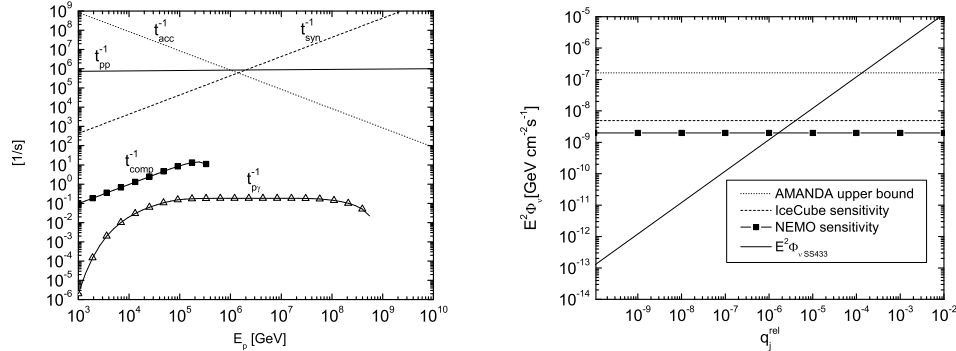 10^9
10^8
10^7
10^6
10^5
10^4
10^3
10^2
10^1
10^0
10^-1
10^-2
10^-3
10^-4
10^-5
10^-6
[1/s]
t_acc^-1
t_syn^-1
t_pp^-1
t_comp^-1
t_pγ^-1
10^3 10^4 10^5 10^6 10^7 10^8 10^9 10^10
E_p [GeV]
10^-5
10^-6
10^-7
10^-8
10^-9
10^-10
10^-11
10^-12
10^-13
10^-14
E^2Φ_ν[GeV cm^-2s^-1]
AMANDA upper bound
IceCube sensitivity
NEMO sensitivity
E^2Φ_ν SS433
10^-9 10^-8 10^-7 10^-6 10^-5 10^-4 10^-3 10^-2
q_j^rel